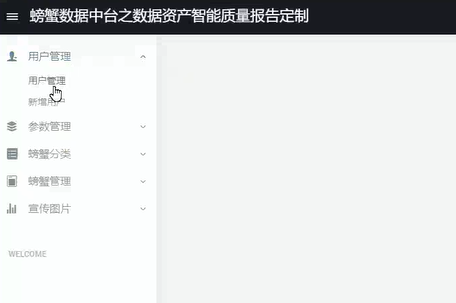 螃蟹数据中台之数据资产智能质量报告定制
用户管理
用户管理
新增用户
参数管理
螃蟹分类
螃蟹管理
宣传图片
WELCOME